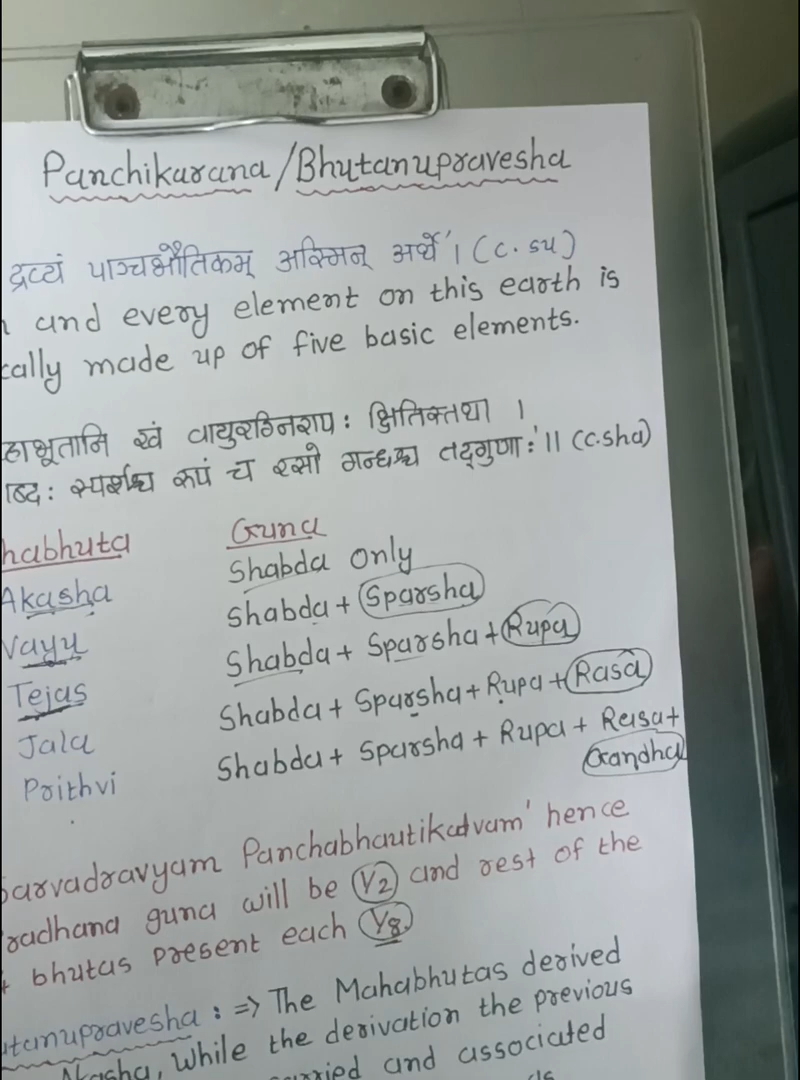 Panchikarana/Bhutanupravesha
द्रव्यं पाञ्चभौतिकम् अस्मिन् अर्थे'। (C. su)
and every element on this earth is
cally made up of five basic elements.
हाभूतानि खं वायुरग्निराप: क्षितिस्तथा ।
ब्द: स्पर्शश्च रूपं च रसो गन्धश्च तद्गुणा:'।। (C.sha)
habhuta Guna
Akasha Shabda only
Vayu Shabda + Sparsha
Tejas Shabda + Sparsha + Rupa
Jala Shabda + Sparsha + Rupa + Rasa
Prithvi Shabda + Sparsha + Rupa + Rasa +
Gandha
Sarvadravyam Panchabhautikatvam' hence
radhana guna will be 1/2 and rest of the
bhutas present each 1/8
utanupravesha : => The Mahabhutas derived
Akasha, While the derivation the previous
carried and associated